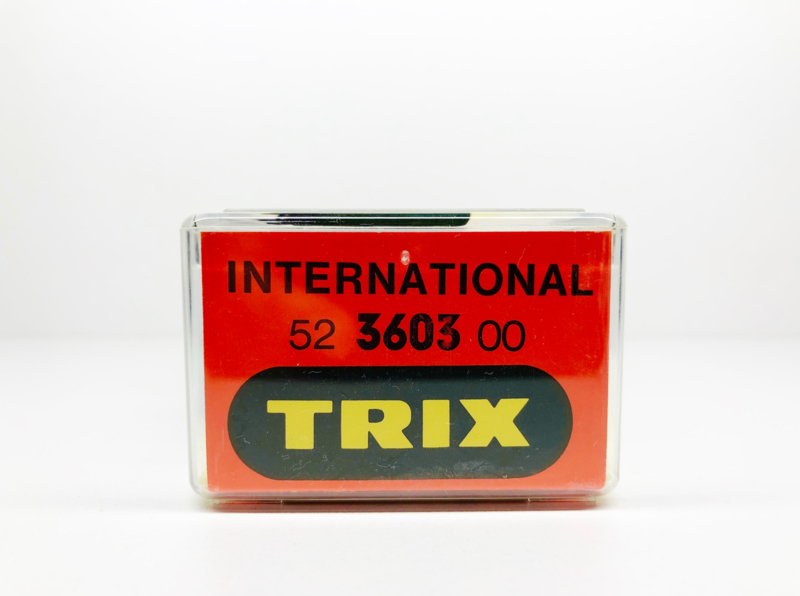 INTERNATIONAL
52 3603 00
TRIX